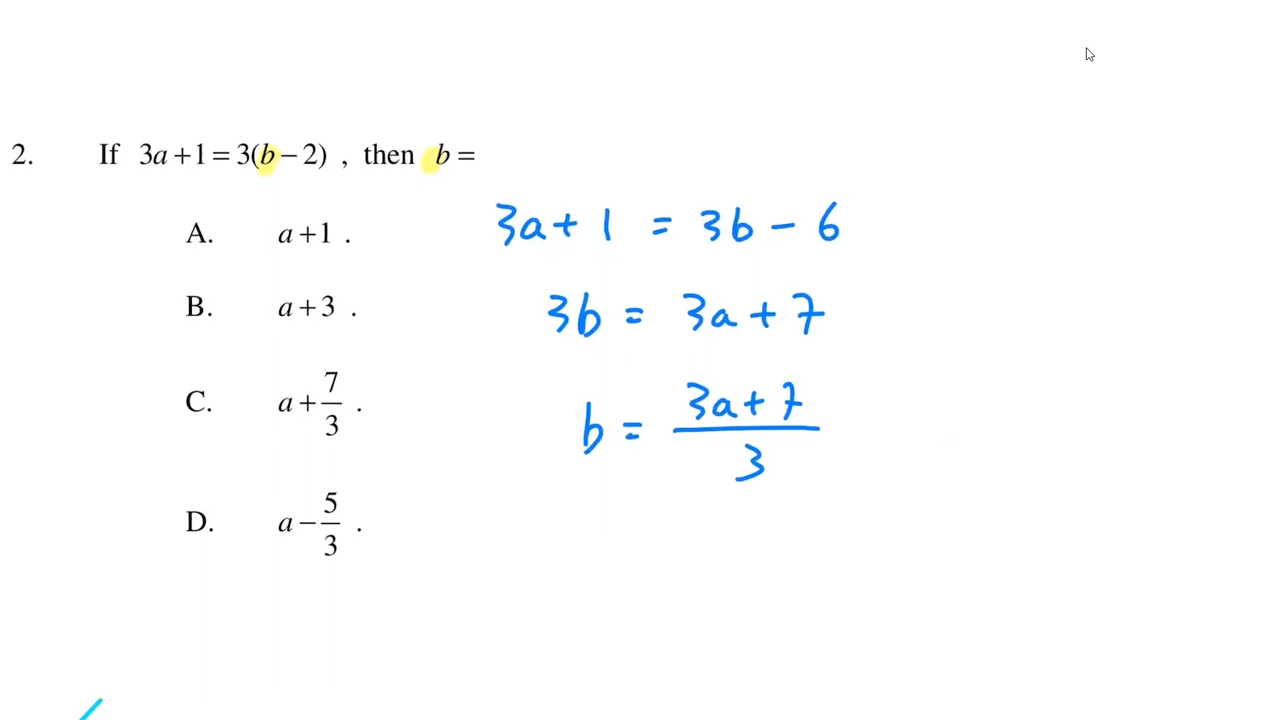 2. If 3a + 1 = 3(b − 2) , then b =
A. a + 1 .
B. a + 3 .
C. a + 7/3 .
D. a − 5/3 .
3a + 1 = 3b − 6
3b = 3a + 7
b = (3a + 7)/3